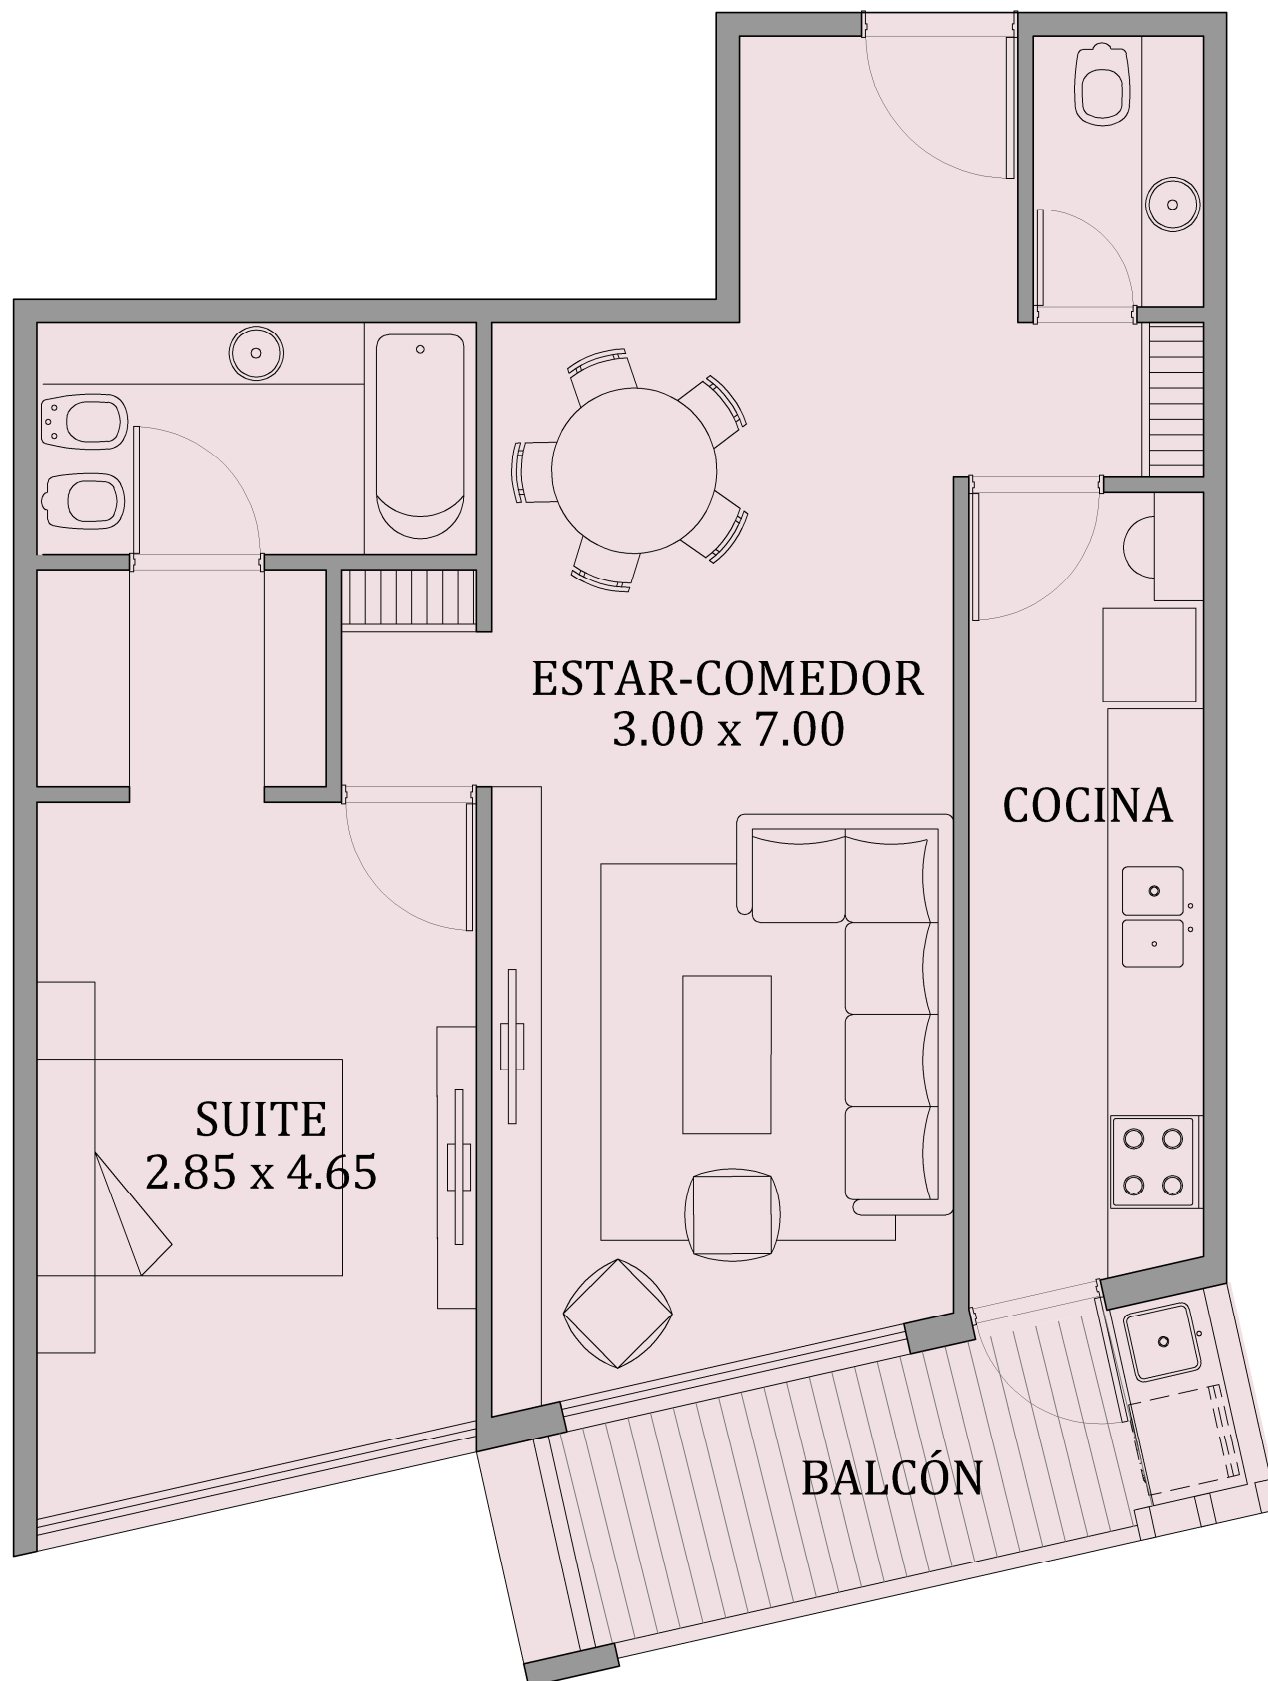 ESTAR-COMEDOR
3.00 x 7.00
COCINA
SUITE
2.85 x 4.65
BALCÓN